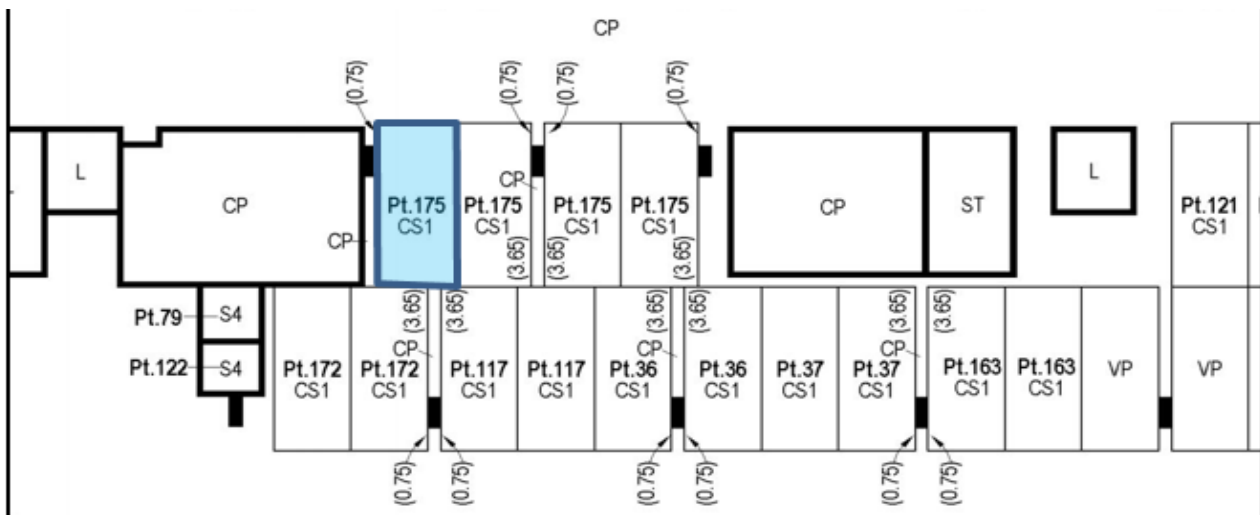 CP
(0.75)
(0.75)
(0.75)
(0.75)
L
CP
CP
Pt.175
CS1
Pt.175
CS1
CP
Pt.175
CS1
Pt.175
CS1
CP
ST
L
Pt.121
CS1
(3.65)
(3.65)
(3.65)
Pt.79
S4
Pt.122
S4
(3.65)
(3.65)
(3.65)
(3.65)
(3.65)
(3.65)
CP
CP
CP
Pt.172
CS1
Pt.172
CS1
Pt.117
CS1
Pt.117
CS1
Pt.36
CS1
Pt.36
CS1
Pt.37
CS1
Pt.37
CS1
Pt.163
CS1
Pt.163
CS1
VP
VP
(0.75)
(0.75)
(0.75)
(0.75)
(0.75)
(0.75)